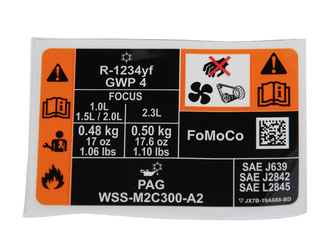 R-1234yf
GWP 4
FOCUS
1.0L
1.5L / 2.0L
2.3L
0.48 kg
17 oz
1.06 lbs
0.50 kg
17.6 oz
1.10 lbs
FoMoCo
PAG
WSS-M2C300-A2
SAE J639
SAE J2842
SAE L2845
JX7B-19A688-BD